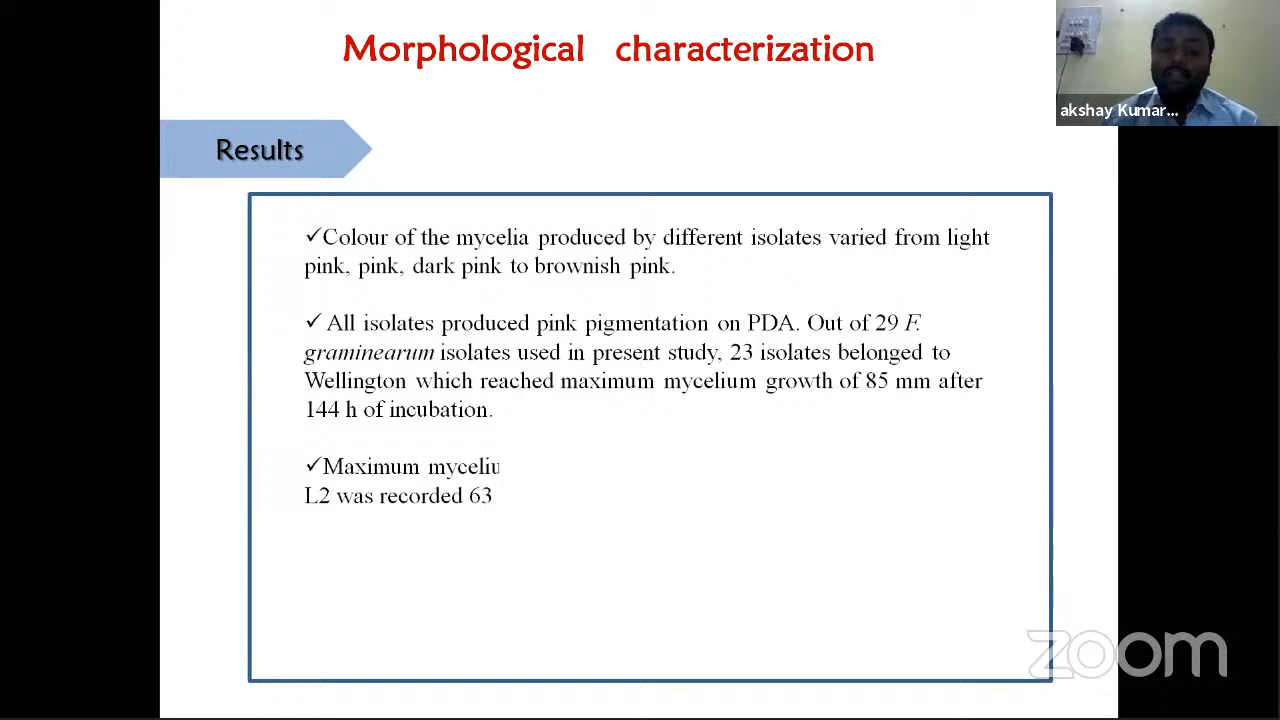 Morphological characterization
akshay Kumar...
Results
✓Colour of the mycelia produced by different isolates varied from light
pink, pink, dark pink to brownish pink.
✓ All isolates produced pink pigmentation on PDA. Out of 29 F.
graminearum isolates used in present study, 23 isolates belonged to
Wellington which reached maximum mycelium growth of 85 mm after
144 h of incubation.
✓Maximum
L2 was recorded 63
zoom